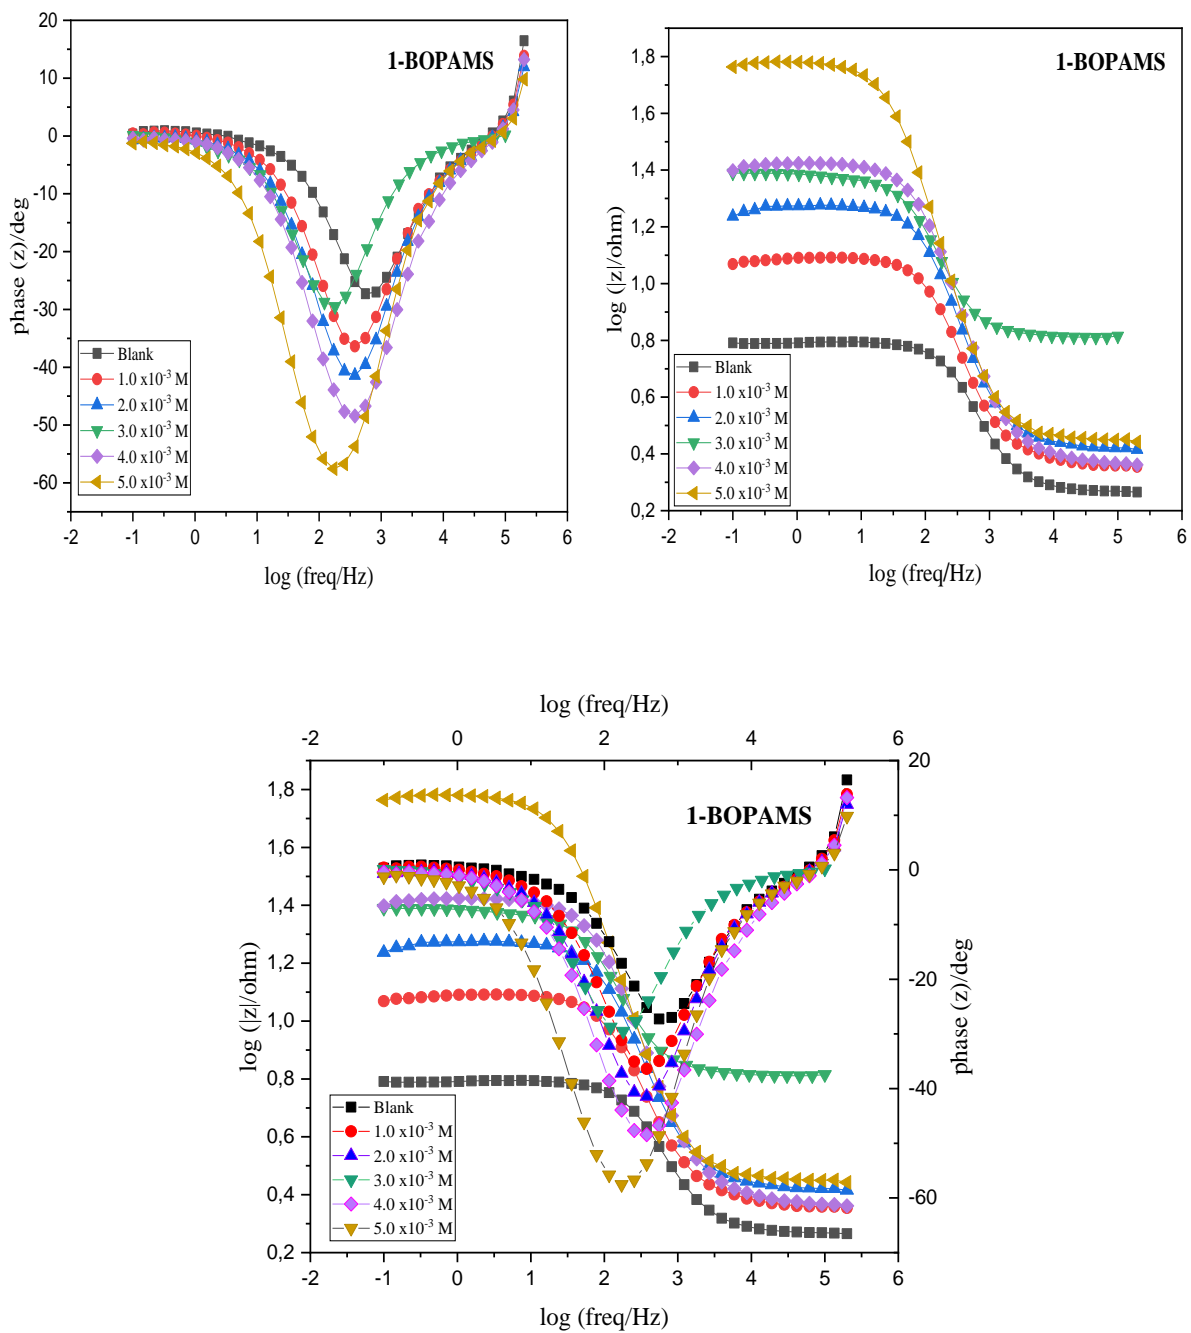 1-BOPAMS
20
10
0
-10
-20
-30
-40
-50
-60
phase (z)/deg
Blank
1.0 x10⁻³ M
2.0 x10⁻³ M
3.0 x10⁻³ M
4.0 x10⁻³ M
5.0 x10⁻³ M
-2 -1 0 1 2 3 4 5 6
log (freq/Hz)
1-BOPAMS
1,8
1,6
1,4
1,2
1,0
0,8
0,6
0,4
0,2
log (|z|/ohm)
Blank
1.0 x10⁻³ M
2.0 x10⁻³ M
3.0 x10⁻³ M
4.0 x10⁻³ M
5.0 x10⁻³ M
-2 -1 0 1 2 3 4 5 6
log (freq/Hz)
log (freq/Hz)
-2 0 2 4 6
1-BOPAMS
1,8
1,6
1,4
1,2
1,0
0,8
0,6
0,4
0,2
log (|z|/ohm)
20
0
-20
-40
-60
phase (z)/deg
Blank
1.0 x10⁻³ M
2.0 x10⁻³ M
3.0 x10⁻³ M
4.0 x10⁻³ M
5.0 x10⁻³ M
-2 -1 0 1 2 3 4 5 6
log (freq/Hz)